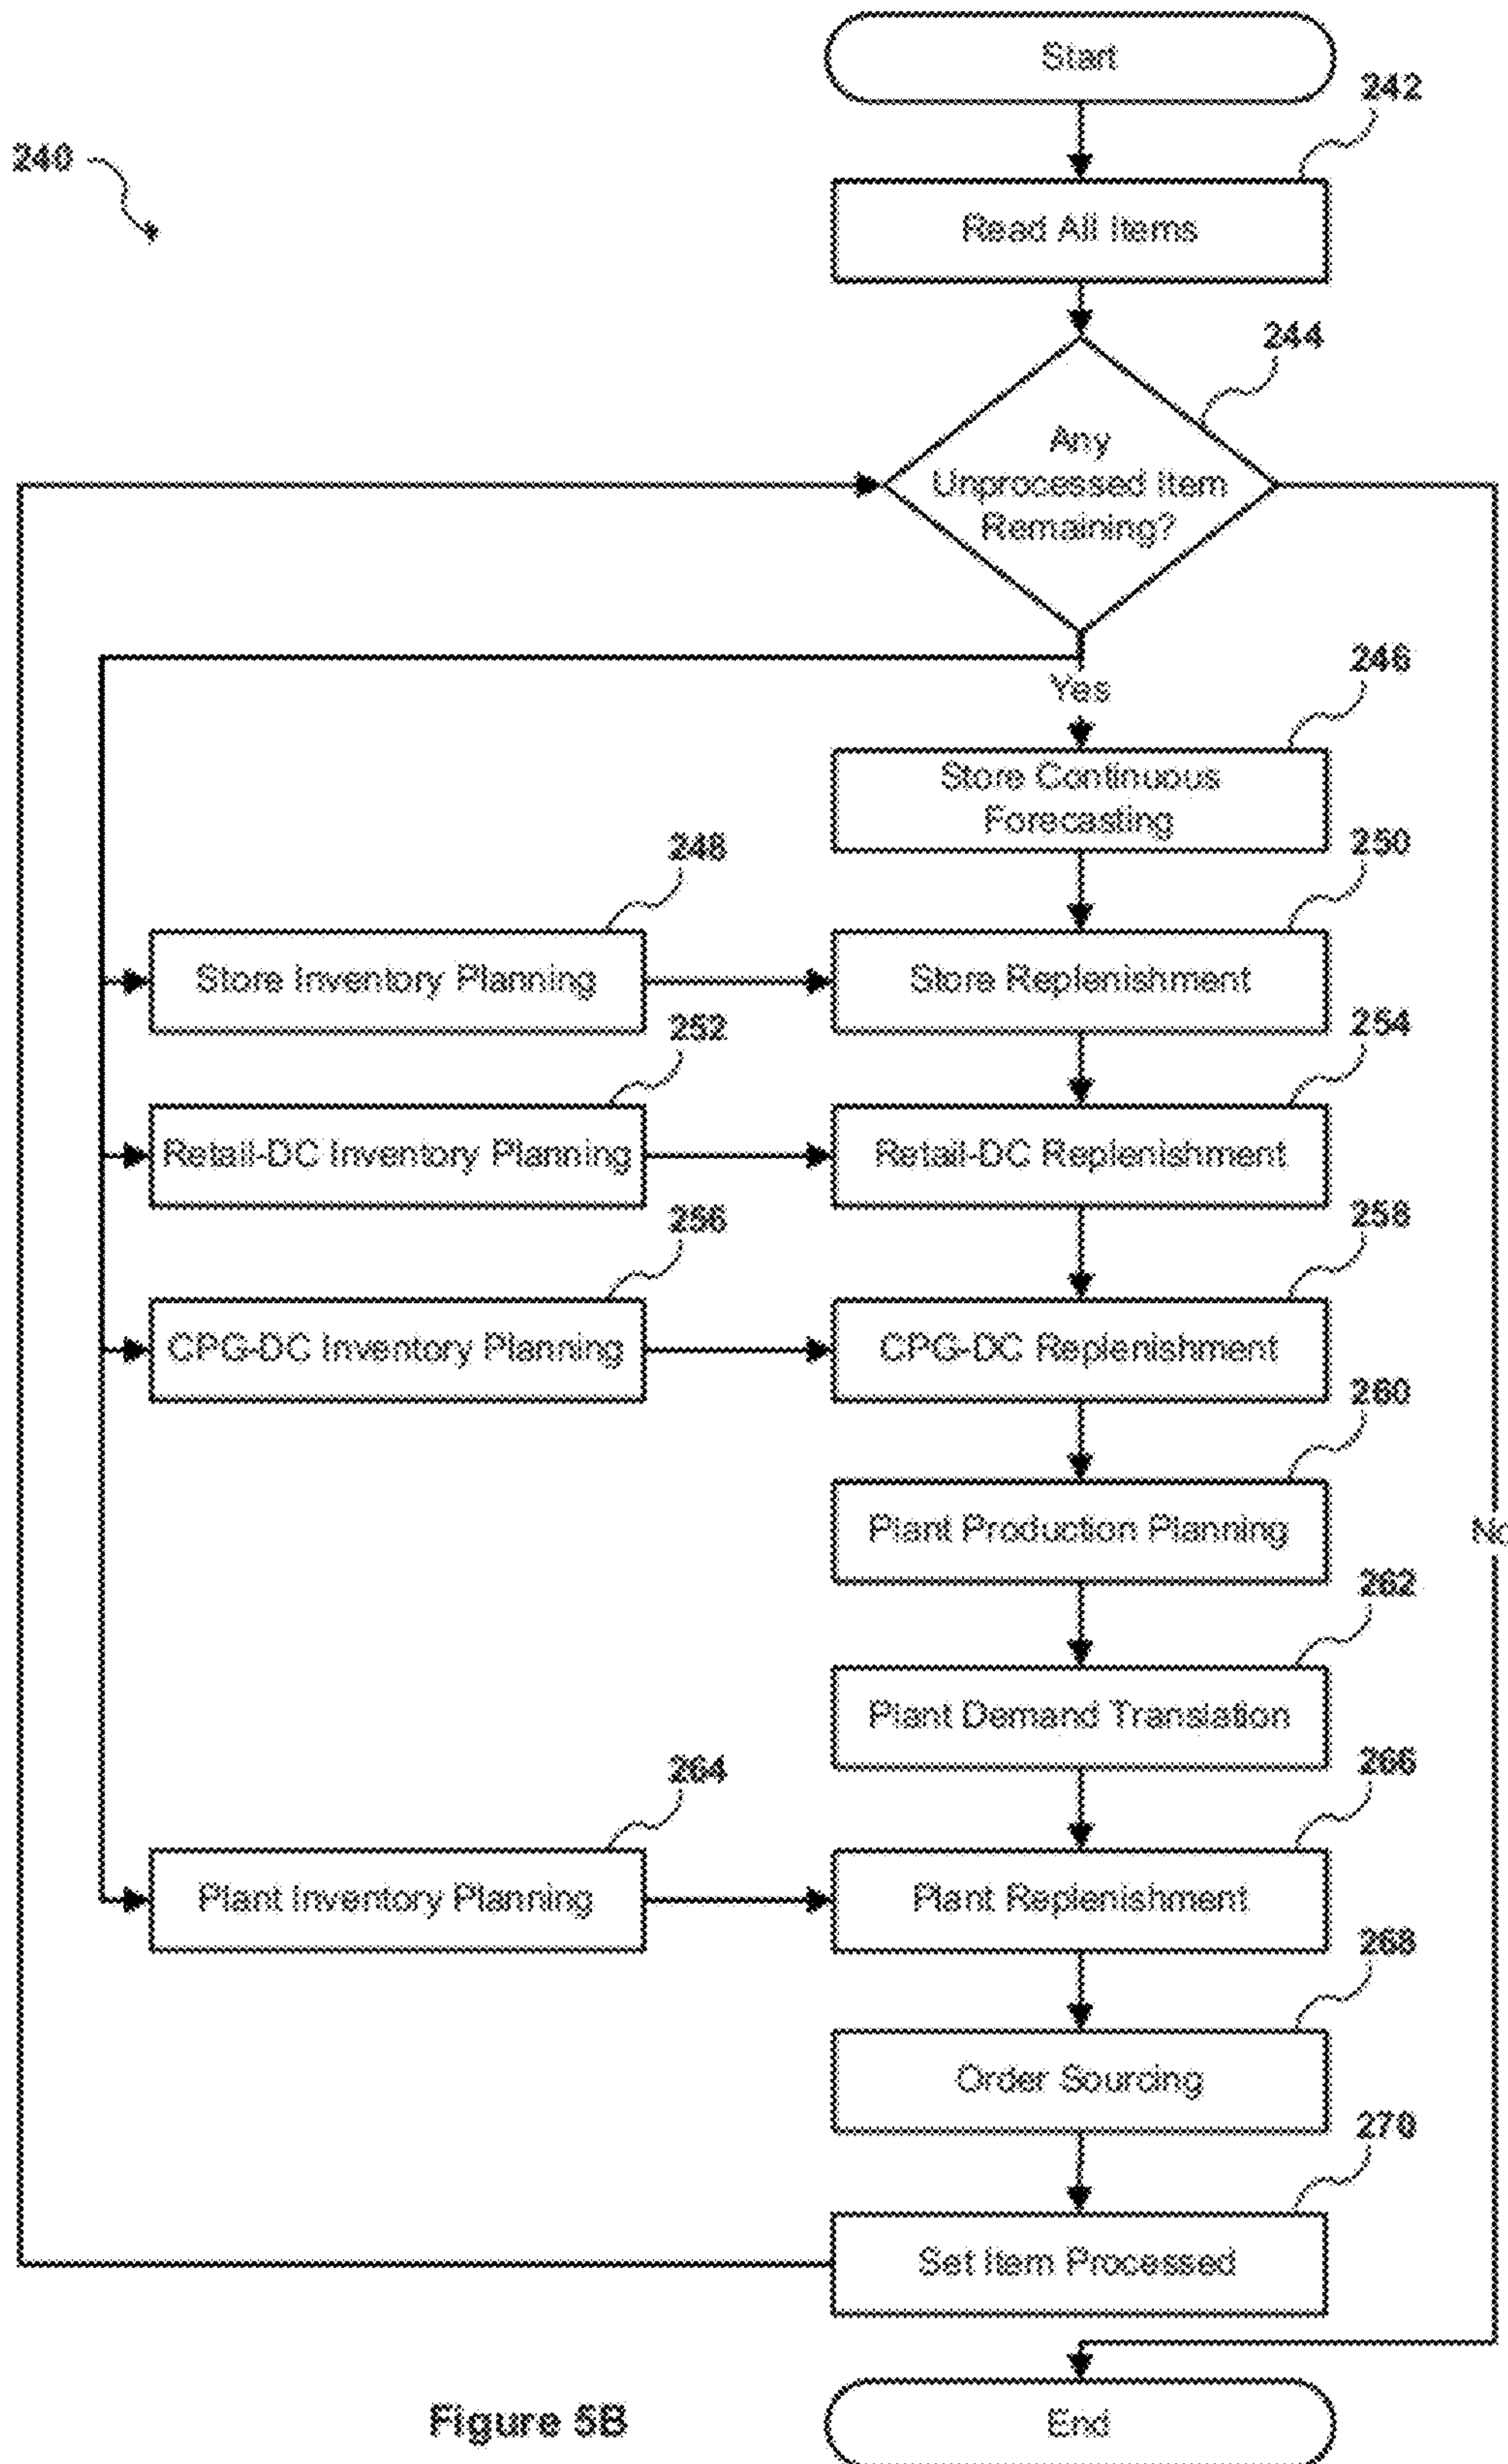 Start
242
240
Read All Items
244
Any
Unprocessed Item
Remaining?
246
Yes
Store Continuous
Forecasting
248
250
Store Inventory Planning
Store Replenishment
252
254
Retail-DC Inventory Planning
Retail-DC Replenishment
256
258
CPG-DC Inventory Planning
CPG-DC Replenishment
260
Plant Production Planning
No
262
Plant Demand Translation
264
266
Plant Inventory Planning
Plant Replenishment
268
Order Sourcing
270
Set Item Processed
Figure 5B
End